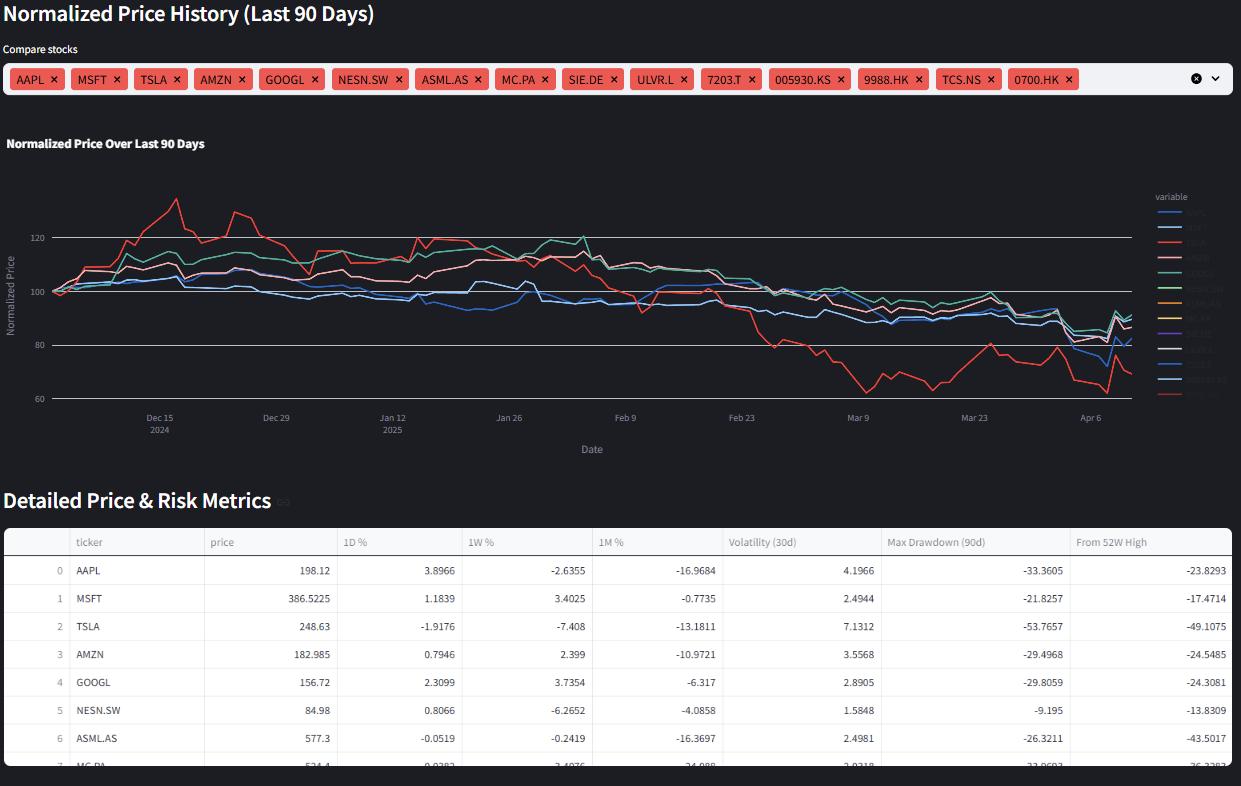 Normalized Price History (Last 90 Days)
Compare stocks
AAPL × MSFT × TSLA × AMZN × GOOGL × NESN.SW × ASML.AS × MC.PA × SIE.DE × ULVR.L × 7203.T × 005930.KS × 9988.HK × TCS.NS × 0700.HK ×
Normalized Price Over Last 90 Days
variable
Normalized Price
120
100
80
60
Dec 15 Dec 29 Jan 12 Jan 26 Feb 9 Feb 23 Mar 9 Mar 23 Apr 6
2024 2025
Date
Detailed Price & Risk Metrics
ticker price 1D % 1W % 1M % Volatility (30d) Max Drawdown (90d) From 52W High
0 AAPL 198.12 3.8966 -2.6355 -16.9684 4.1966 -33.3605 -23.8293
1 MSFT 386.5225 1.1839 3.4025 -0.7735 2.4944 -21.8257 -17.4714
2 TSLA 248.63 -1.9176 -7.408 -13.1811 7.1312 -53.7657 -49.1075
3 AMZN 182.985 0.7946 2.399 -10.9721 3.5568 -29.4968 -24.5485
4 GOOGL 156.72 2.3099 3.7354 -6.317 2.8905 -29.8059 -24.3081
5 NESN.SW 84.98 0.8066 -6.2652 -4.0858 1.5848 -9.195 -13.8309
6 ASML.AS 577.3 -0.0519 -0.2419 -16.3697 2.4981 -26.3211 -43.5017
7 MC.PA